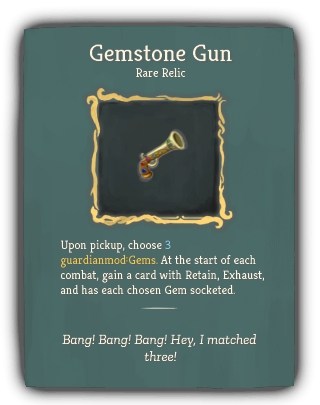 Gemstone Gun
Rare Relic
Upon pickup, choose 3
guardianmod:Gems. At the start of each
combat, gain a card with Retain, Exhaust,
and has each chosen Gem socketed.
Bang! Bang! Bang! Hey, I matched
three!